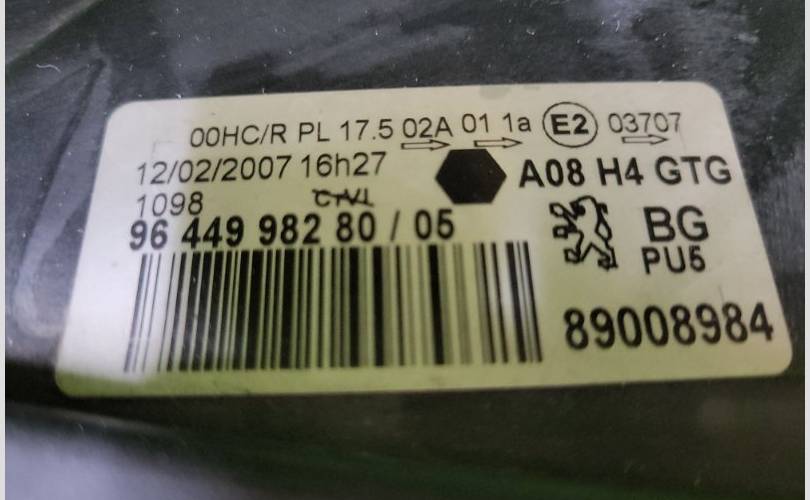 00HC/R PL 17.5 02A 01 1a E2 03707
12/02/2007 16h27
A08 H4 GTG
1098
96 449 982 80 / 05
BG
PU5
89008984